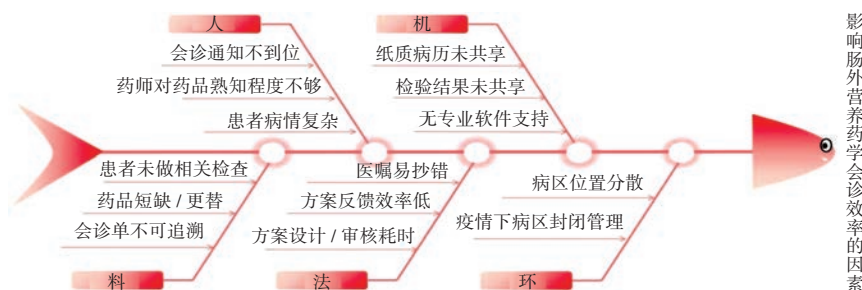 人
会诊通知不到位
药师对药品熟知程度不够
患者病情复杂
机
纸质病历未共享
检验结果未共享
无专业软件支持
患者未做相关检查
药品短缺 / 更替
会诊单不可追溯
料
医嘱易抄错
方案反馈效率低
方案设计 / 审核耗时
法
病区位置分散
疫情下病区封闭管理
环
影响肠外营养药学会诊效率的因素